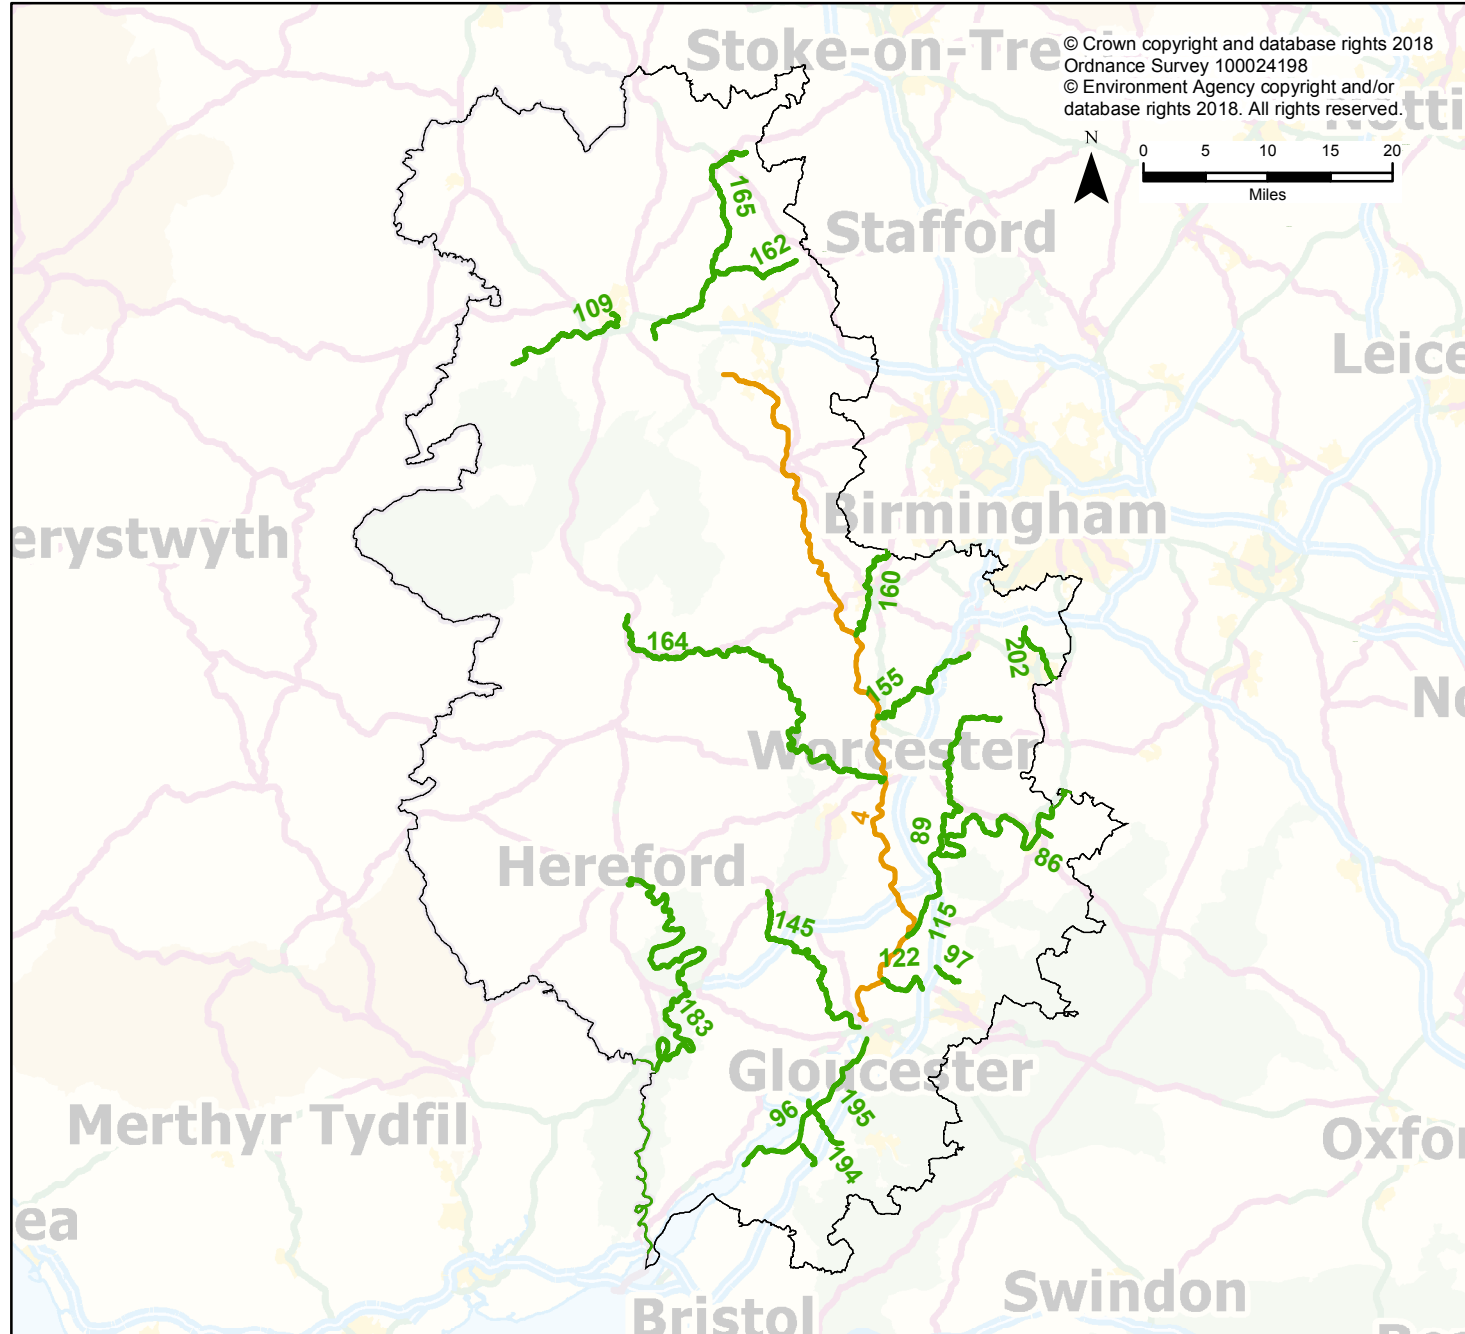 Stoke-on-Tre
© Crown copyright and database rights 2018
Ordnance Survey 100024198
© Environment Agency copyright and/or
database rights 2018. All rights reserved.
N
0 5 10 15 20
Miles
165
Stafford
162
109
Leice
Birmingham
erystwyth
160
164
202
155
No
Worcester
4
89
86
Hereford
145
115
122
97
183
Gloucester
96
195
Merthyr Tydfil
194
Oxfor
ea
Swindon
Bristol